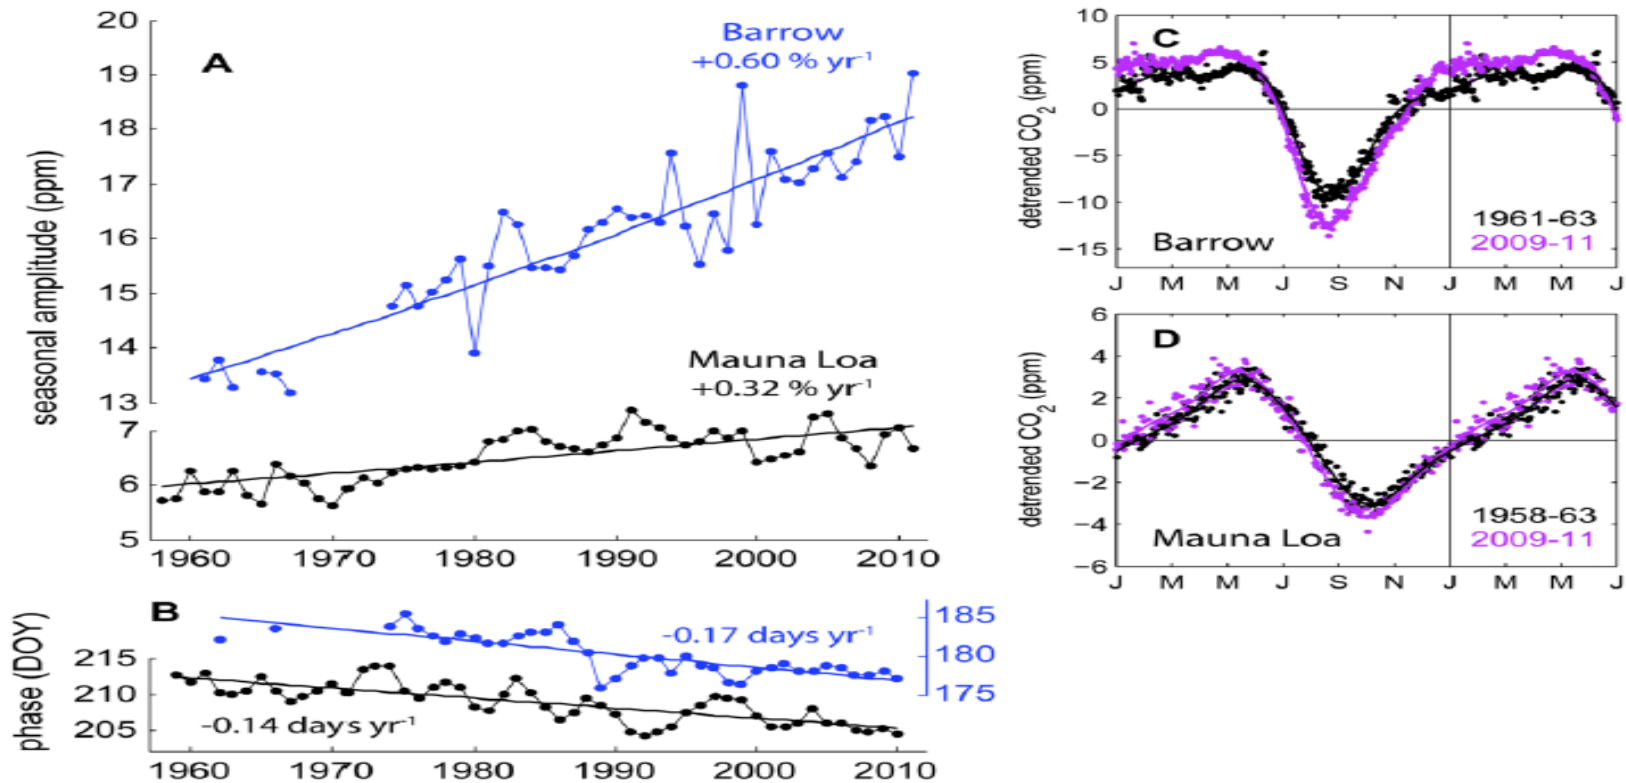 A
seasonal amplitude (ppm)
20
19
18
17
16
15
14
13
7
6
5
Barrow
+0.60 % yr⁻¹
Mauna Loa
+0.32 % yr⁻¹
1960 1970 1980 1990 2000 2010
B
phase (DOY)
215
210
205
185
180
175
-0.17 days yr⁻¹
-0.14 days yr⁻¹
1960 1970 1980 1990 2000 2010
C
detrended CO₂ (ppm)
10
5
0
−5
−10
−15
1961-63
2009-11
Barrow
J M M J S N J M M J
D
detrended CO₂ (ppm)
6
4
2
0
−2
−4
−6
1958-63
2009-11
Mauna Loa
J M M J S N J M M J